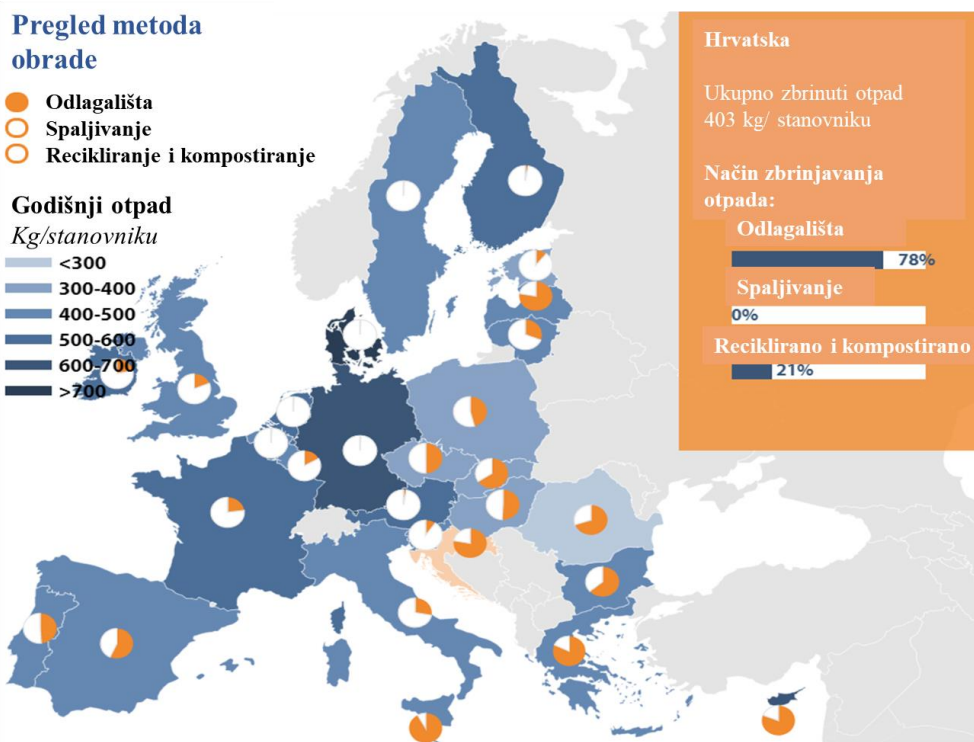 Pregled metoda
obrade
Odlagališta
Spaljivanje
Recikliranje i kompostiranje
Godišnji otpad
Kg/stanovniku
<300
300-400
400-500
500-600
600-700
>700
Hrvatska
Ukupno zbrinuti otpad
403 kg/ stanovniku
Način zbrinjavanja
otpada:
Odlagališta
78%
Spaljivanje
0%
Reciklirano i kompostirano
21%